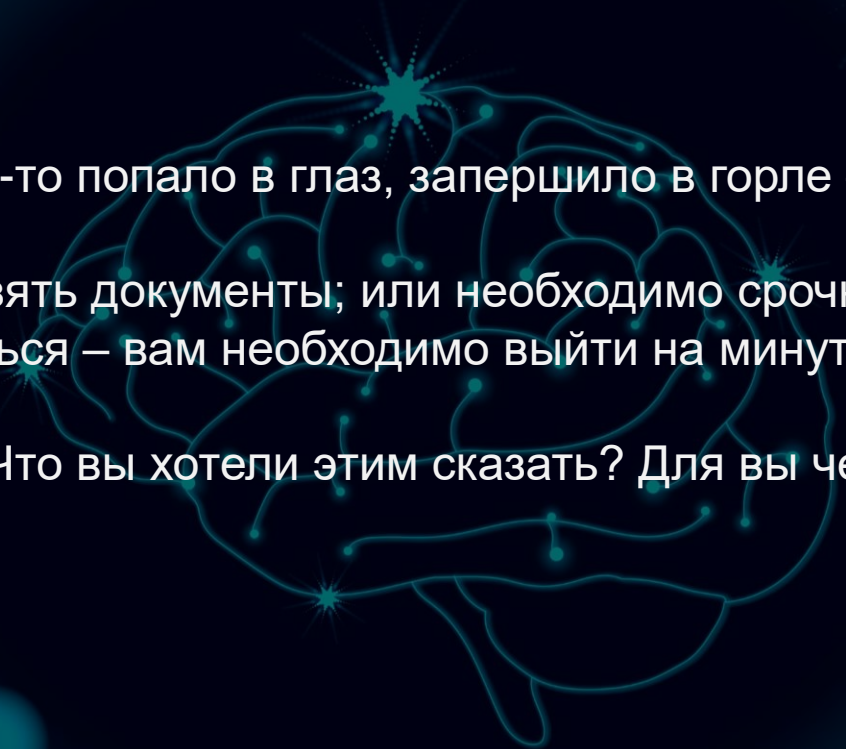 -то попало в глаз, запершило в горле
зять документы; или необходимо срочн
ься – вам необходимо выйти на минут
Что вы хотели этим сказать? Для вы че